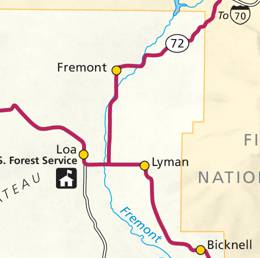 To 70
72
Fremont
FI
Loa
S. Forest Service
Lyman
NATION
ATEAU
Fremont
Bicknell